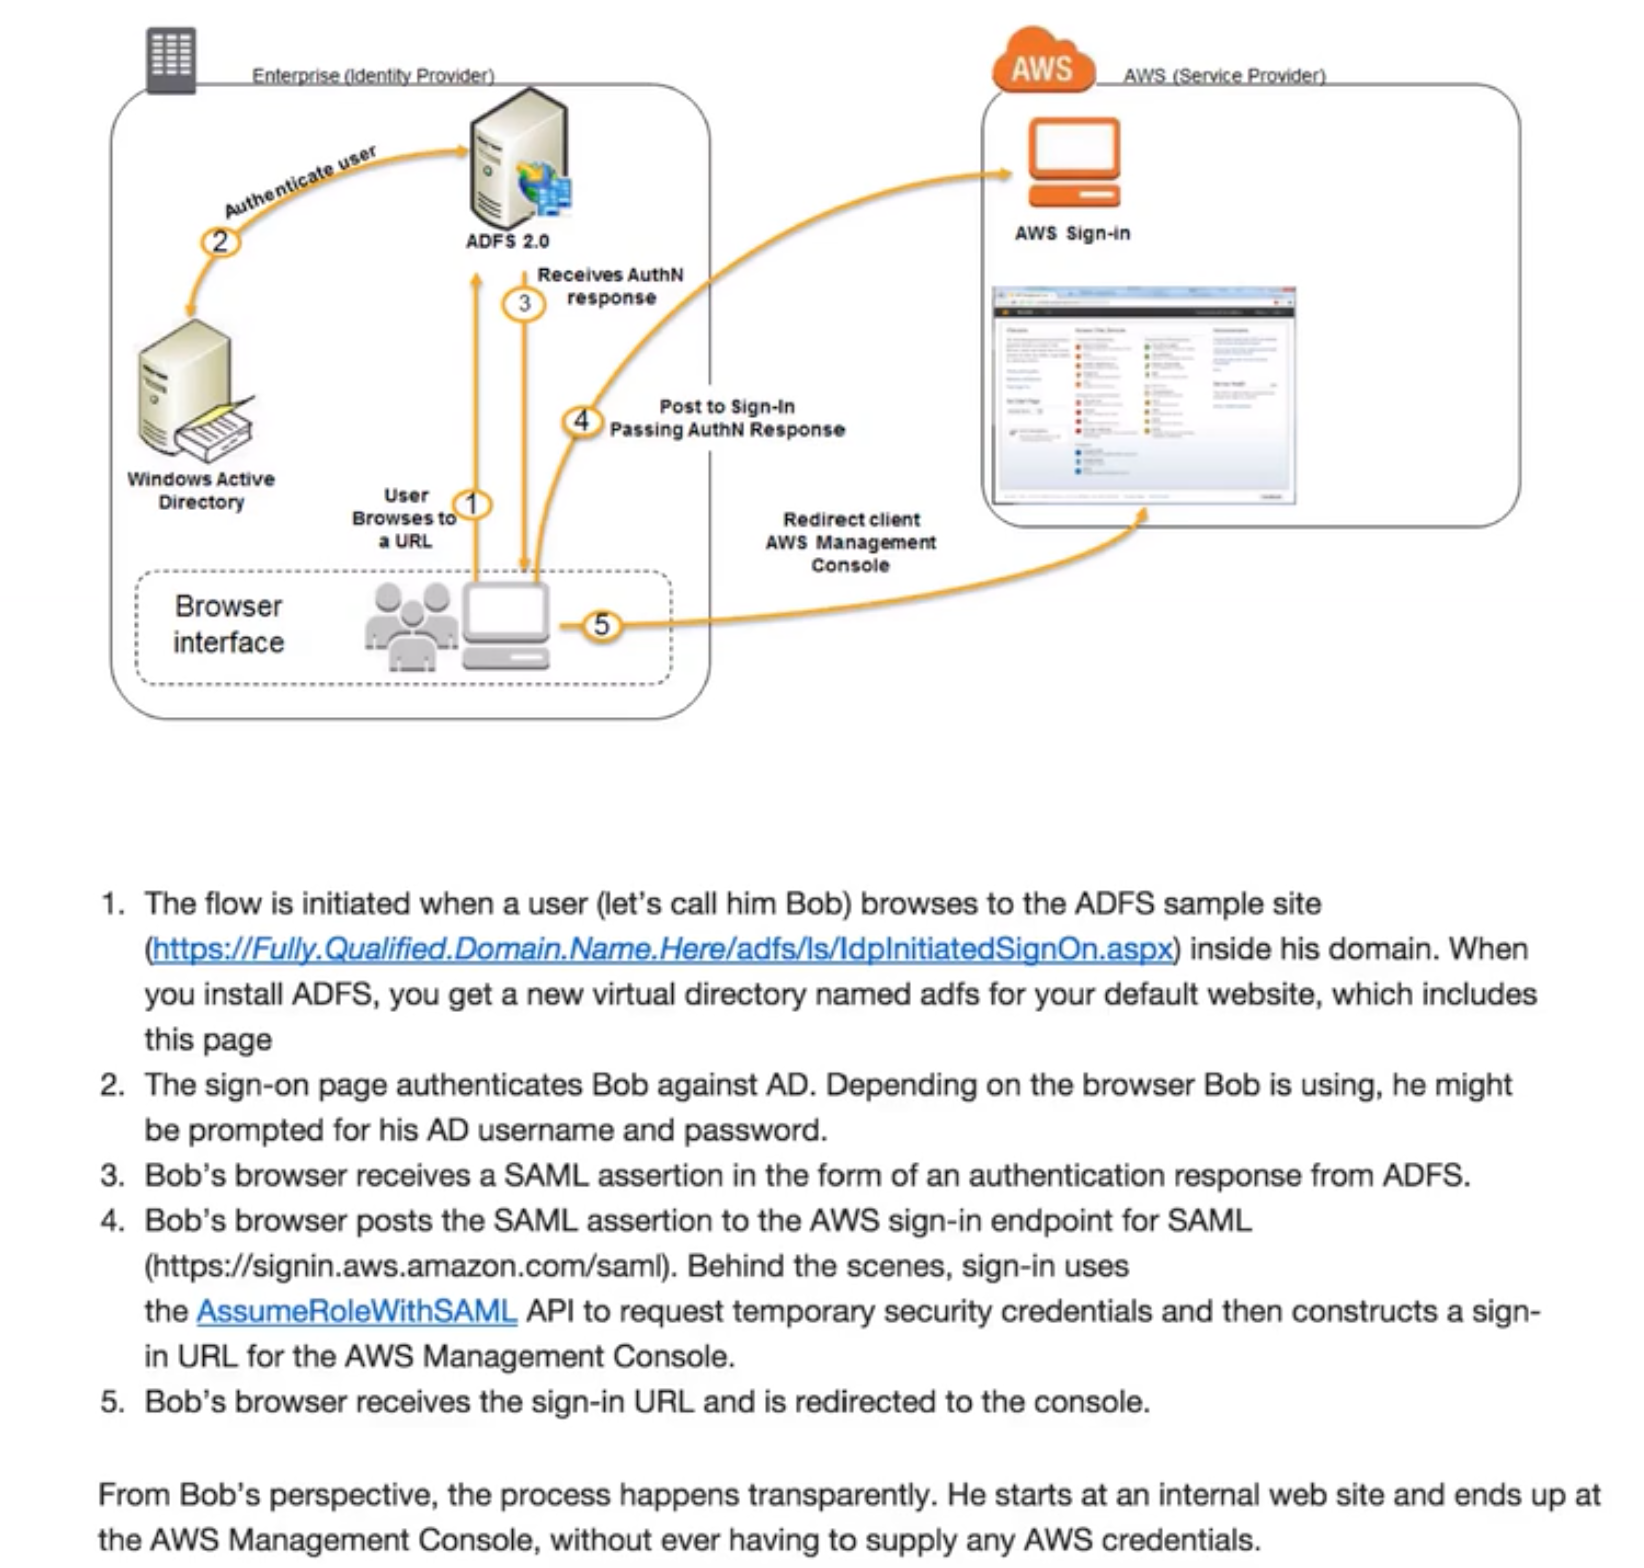 Enterprise (Identity Provider)
AWS
AWS (Service Provider)
Authenticate user
2
ADFS 2.0
AWS Sign-in
Receives AuthN
response
3
Windows Active
Directory
4
Post to Sign-In
Passing AuthN Response
User
Browses to
a URL
1
Redirect client
AWS Management
Console
Browser
interface
5
1. The flow is initiated when a user (let's call him Bob) browses to the ADFS sample site
(https://Fully.Qualified.Domain.Name.Here/adfs/ls/IdpInitiatedSignOn.aspx) inside his domain. When
you install ADFS, you get a new virtual directory named adfs for your default website, which includes
this page
2. The sign-on page authenticates Bob against AD. Depending on the browser Bob is using, he might
be prompted for his AD username and password.
3. Bob's browser receives a SAML assertion in the form of an authentication response from ADFS.
4. Bob's browser posts the SAML assertion to the AWS sign-in endpoint for SAML
(https://signin.aws.amazon.com/saml). Behind the scenes, sign-in uses
the AssumeRoleWithSAML API to request temporary security credentials and then constructs a sign-
in URL for the AWS Management Console.
5. Bob's browser receives the sign-in URL and is redirected to the console.
From Bob's perspective, the process happens transparently. He starts at an internal web site and ends up at
the AWS Management Console, without ever having to supply any AWS credentials.